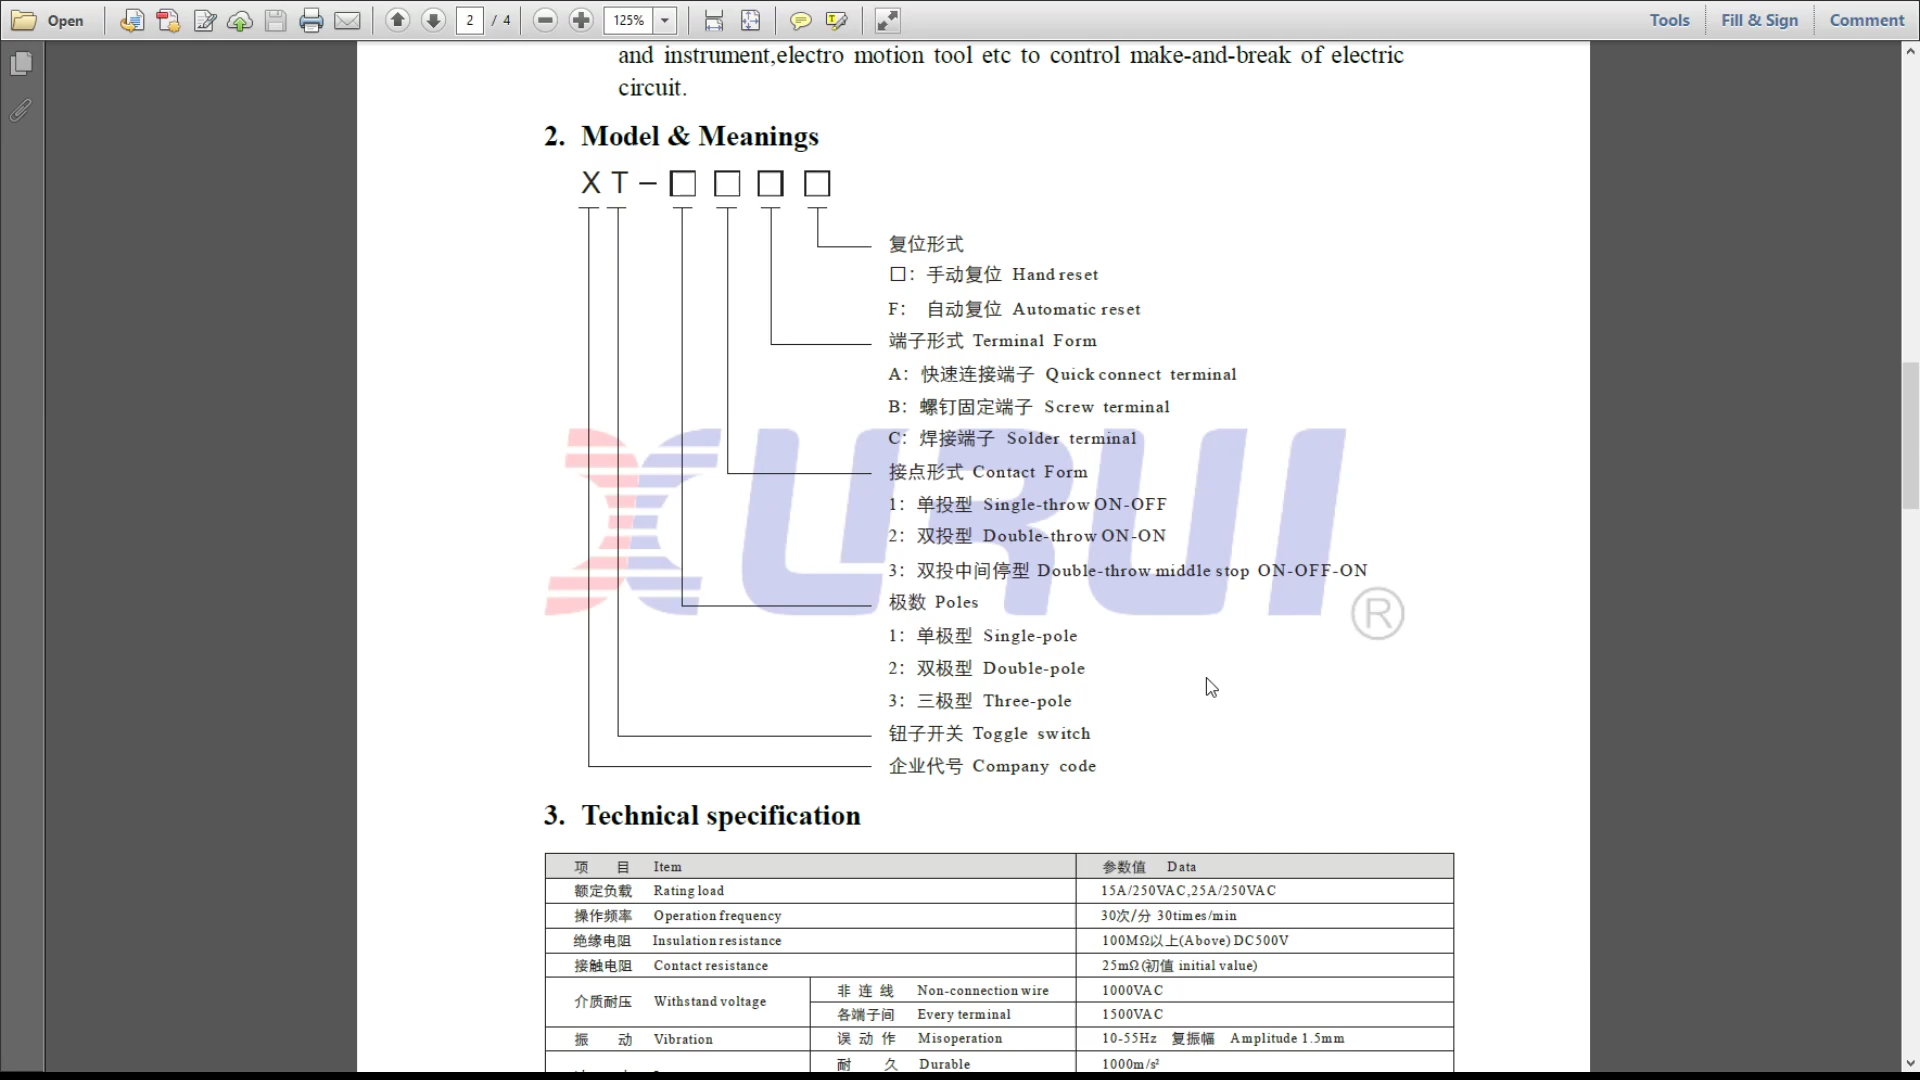 Open
2 / 4
125%
Tools
Fill & Sign
Comment
and instrument,electro motion tool etc to control make-and-break of electric
circuit.
2. Model & Meanings
XT-□□□□
复位形式
□：手动复位 Hand reset
F：自动复位 Automatic reset
端子形式 Terminal Form
A：快速连接端子 Quick connect terminal
B：螺钉固定端子 Screw terminal
C：焊接端子 Solder terminal
接点形式 Contact Form
1：单投型 Single-throw ON-OFF
2：双投型 Double-throw ON-ON
3：双投中间停型 Double-throw middle stop ON-OFF-ON
极数 Poles
1：单极型 Single-pole
2：双极型 Double-pole
3：三极型 Three-pole
钮子开关 Toggle switch
企业代号 Company code
XURUI ®
3. Technical specification
项 目 Item 参数值 Data
额定负载 Rating load 15A/250VAC,25A/250VAC
操作频率 Operation frequency 30次/分 30times/min
绝缘电阻 Insulation resistance 100MΩ以上(Above) DC500V
接触电阻 Contact resistance 25mΩ(初值 initial value)
介质耐压 Withstand voltage 非连线 Non-connection wire 1000VAC
各端子间 Every terminal 1500VAC
振 动 Vibration 误动作 Misoperation 10-55Hz 复振幅 Amplitude 1.5mm
耐 久 Durable 1000m/s²